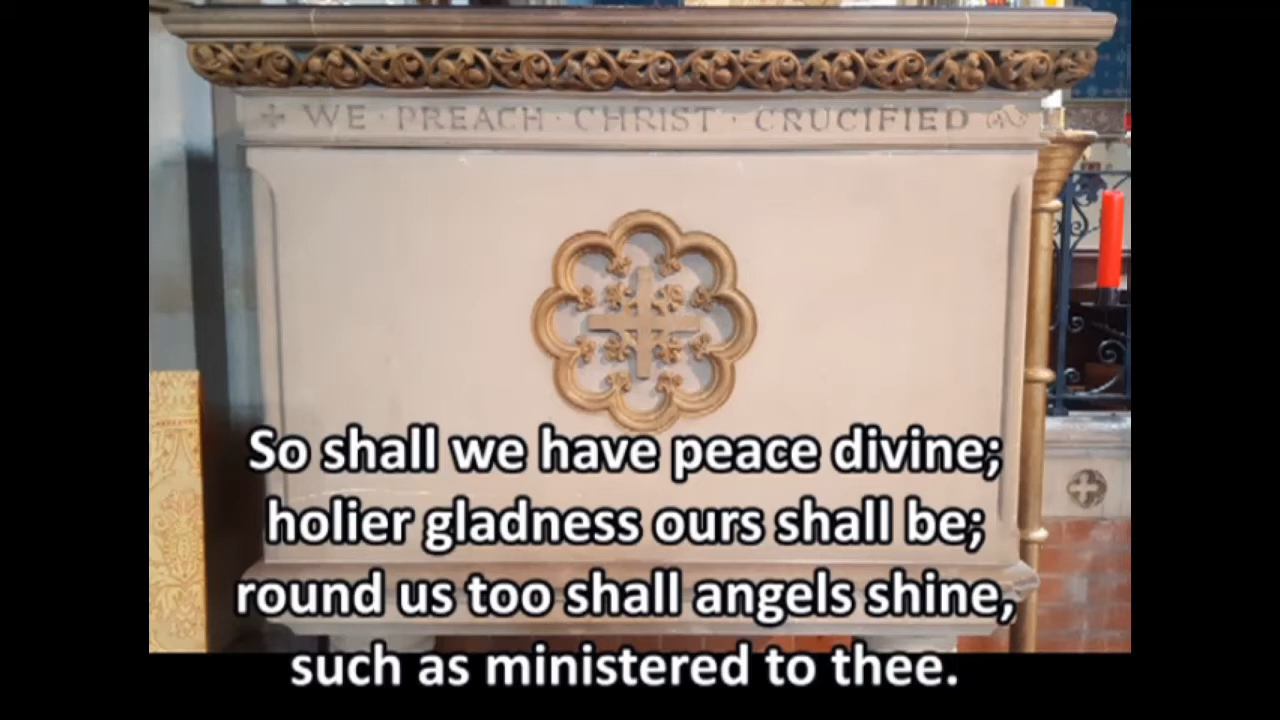 WE · PREACH · CHRIST · CRUCIFIED
So shall we have peace divine;
holier gladness ours shall be;
round us too shall angels shine,
such as ministered to thee.